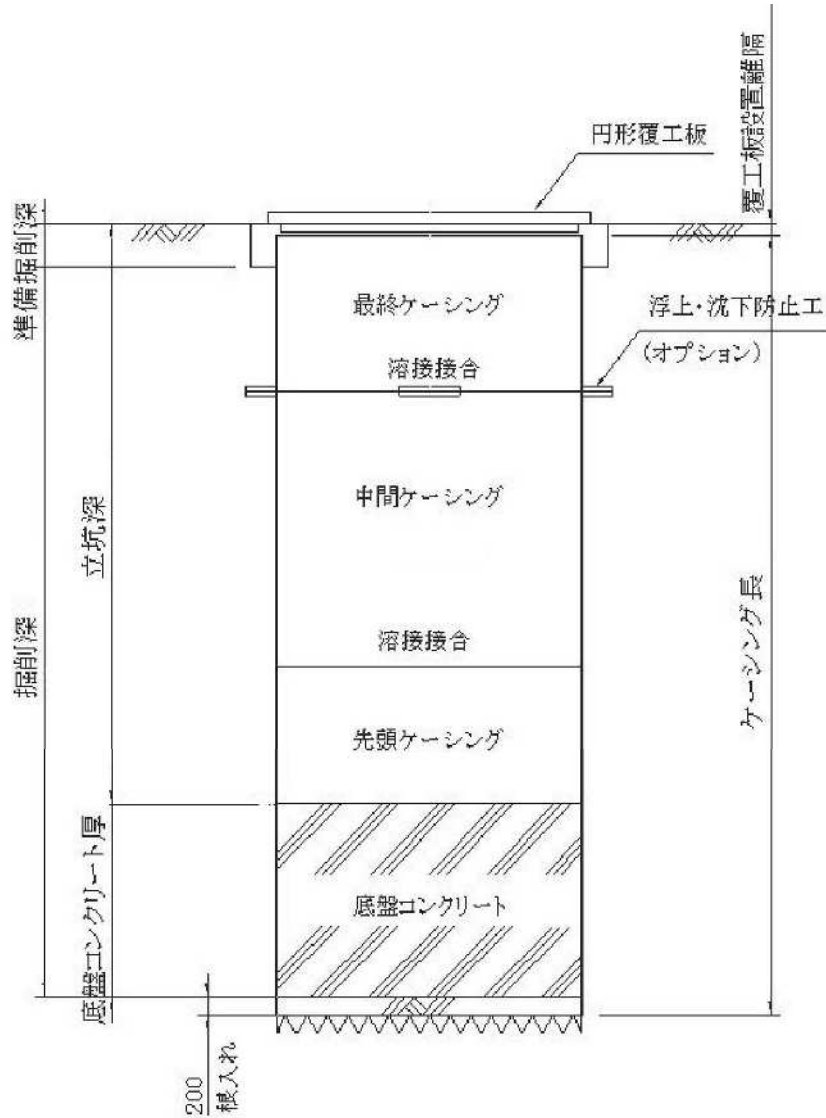 覆工板設置離隔
円形覆工板
準備掘削深
最終ケーシング
浮上・沈下防止工
(オプション)
溶接接合
中間ケーシング
立坑深
掘削深
溶接接合
ケーシング長
先頭ケーシング
底盤コンクリート厚
底盤コンクリート
200
根入れ